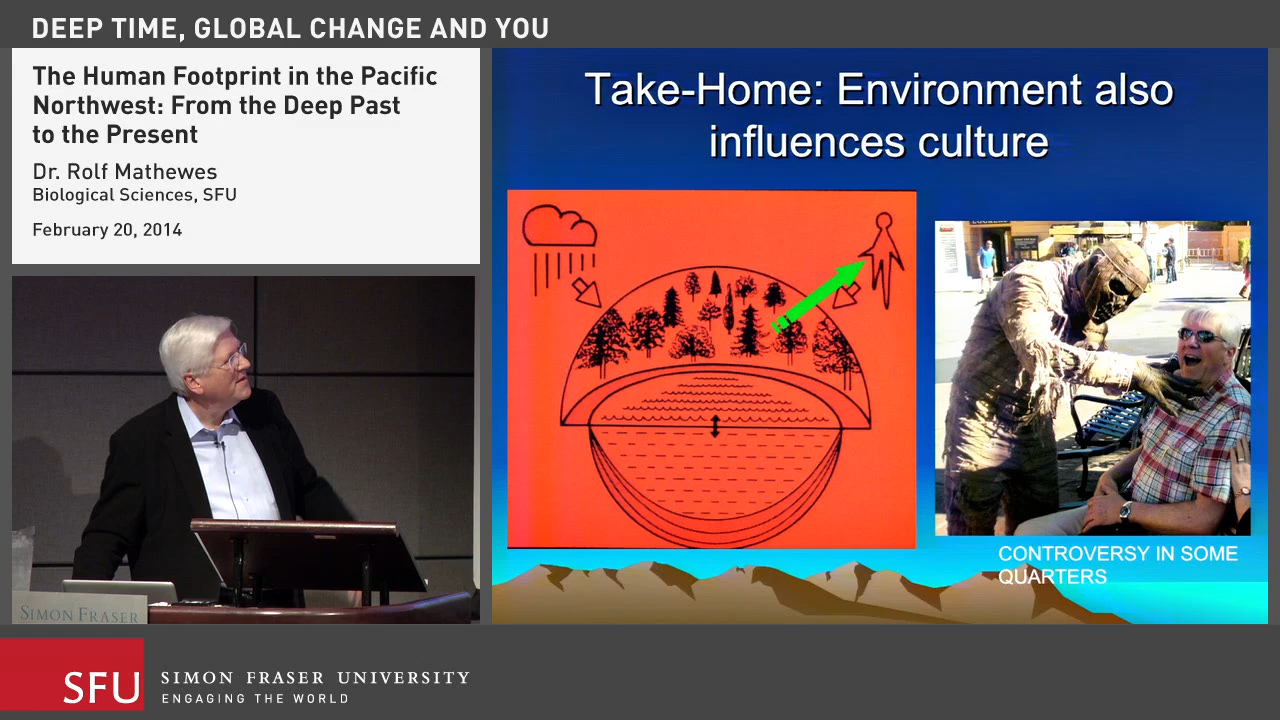 DEEP TIME, GLOBAL CHANGE AND YOU
The Human Footprint in the Pacific
Northwest: From the Deep Past
to the Present
Dr. Rolf Mathewes
Biological Sciences, SFU
February 20, 2014
Take-Home: Environment also
influences culture
CONTROVERSY IN SOME
QUARTERS
SIMON FRASER
SFU
SIMON FRASER UNIVERSITY
ENGAGING THE WORLD